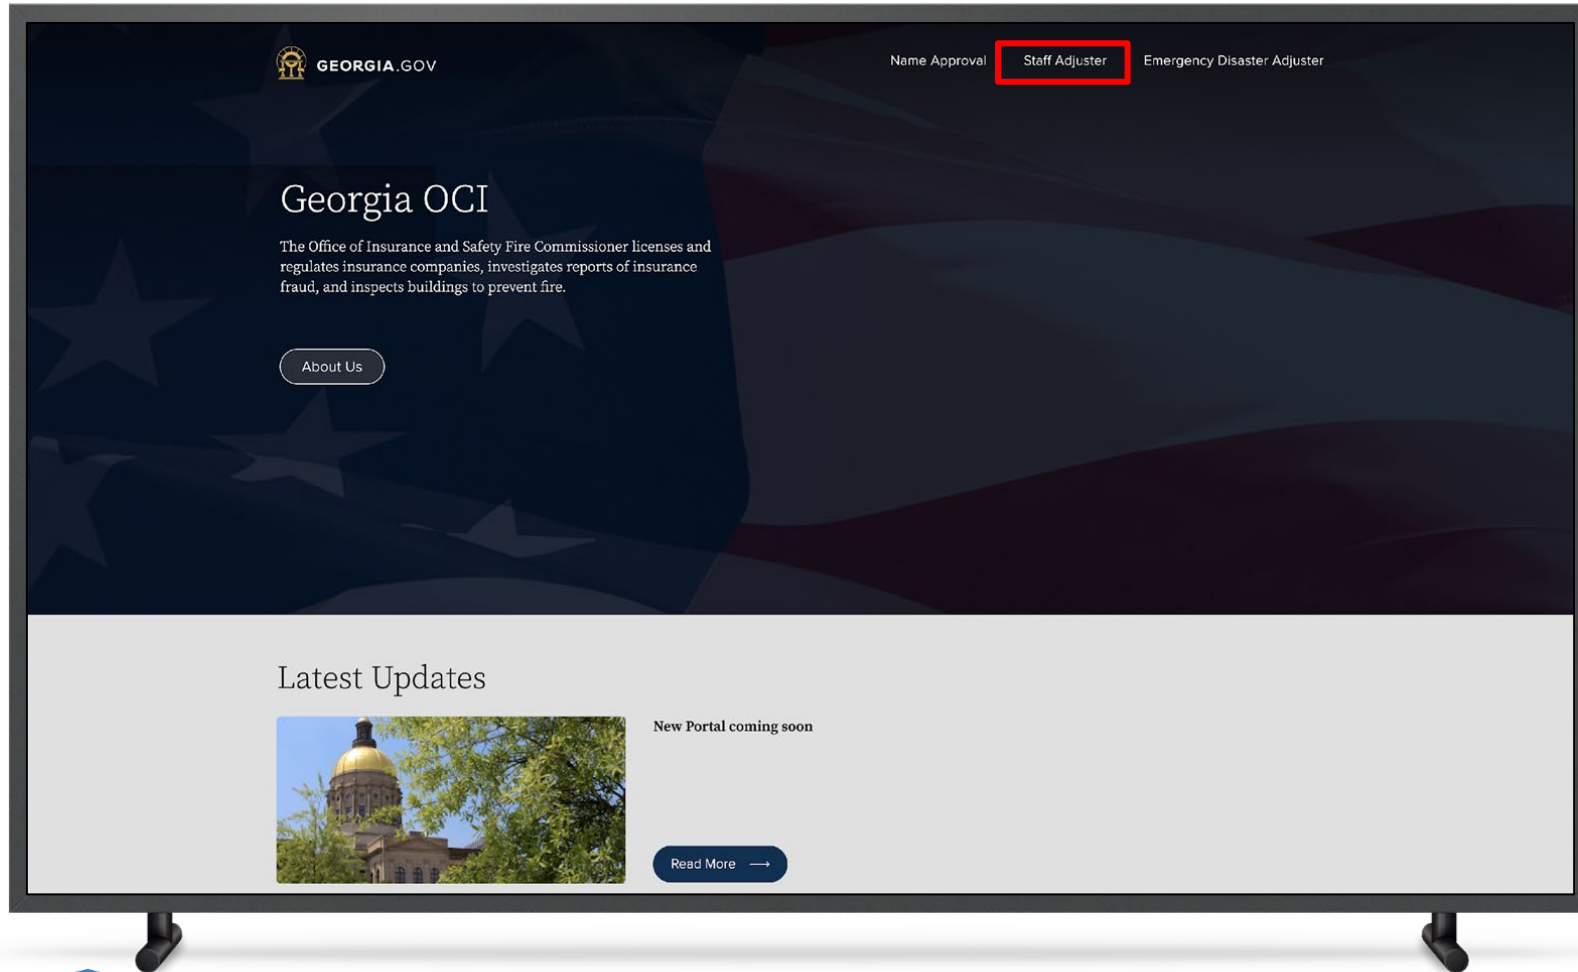 GEORGIA.GOV
Name Approval Staff Adjuster Emergency Disaster Adjuster
Georgia OCI
The Office of Insurance and Safety Fire Commissioner licenses and
regulates insurance companies, investigates reports of insurance
fraud, and inspects buildings to prevent fire.
About Us
Latest Updates
New Portal coming soon
Read More